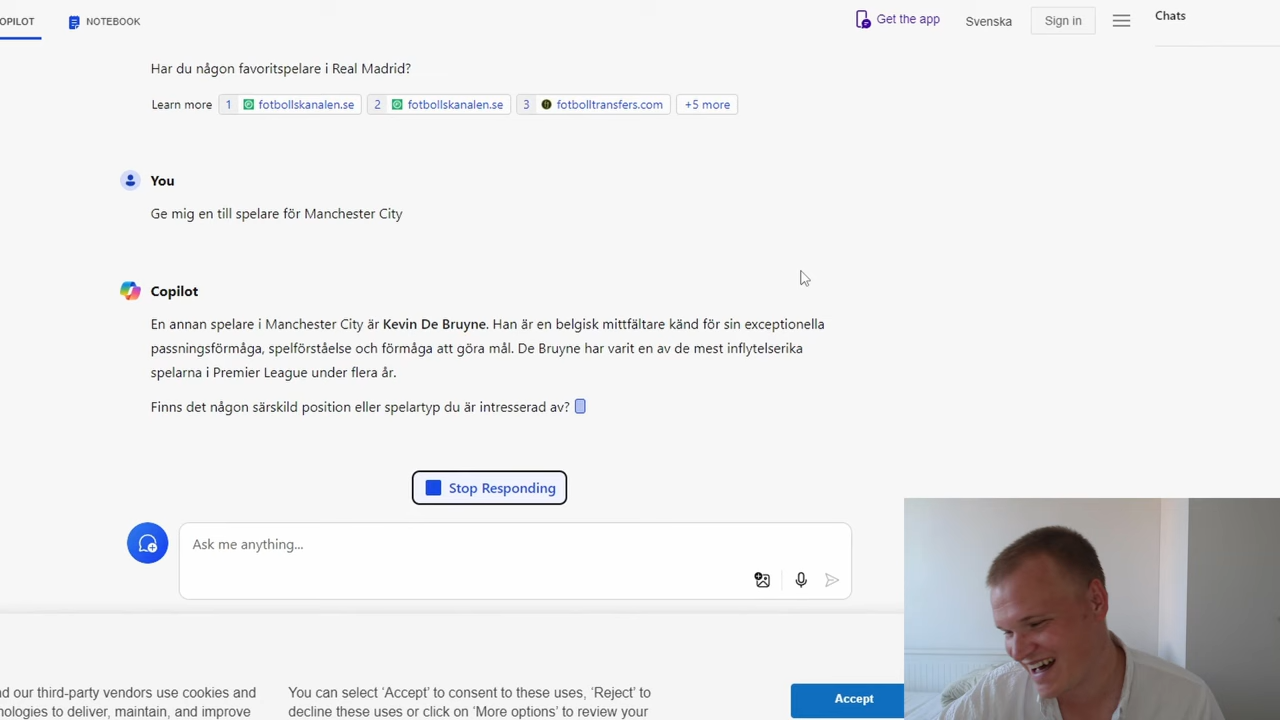 OPILOT
NOTEBOOK
Get the app
Svenska
Sign in
Chats
Har du någon favoritspelare i Real Madrid?
Learn more 1 fotbollskanalen.se 2 fotbollskanalen.se 3 fotbolltransfers.com +5 more
You
Ge mig en till spelare för Manchester City
Copilot
En annan spelare i Manchester City är Kevin De Bruyne. Han är en belgisk mittfältare känd för sin exceptionella
passningsförmåga, spelförståelse och förmåga att göra mål. De Bruyne har varit en av de mest inflytelserika
spelarna i Premier League under flera år.
Finns det någon särskild position eller spelartyp du är intresserad av?
Stop Responding
Ask me anything...
nd our third-party vendors use cookies and
nologies to deliver, maintain, and improve
You can select ‘Accept’ to consent to these uses, ‘Reject’ to
decline these uses or click on ‘More options’ to review your
Accept